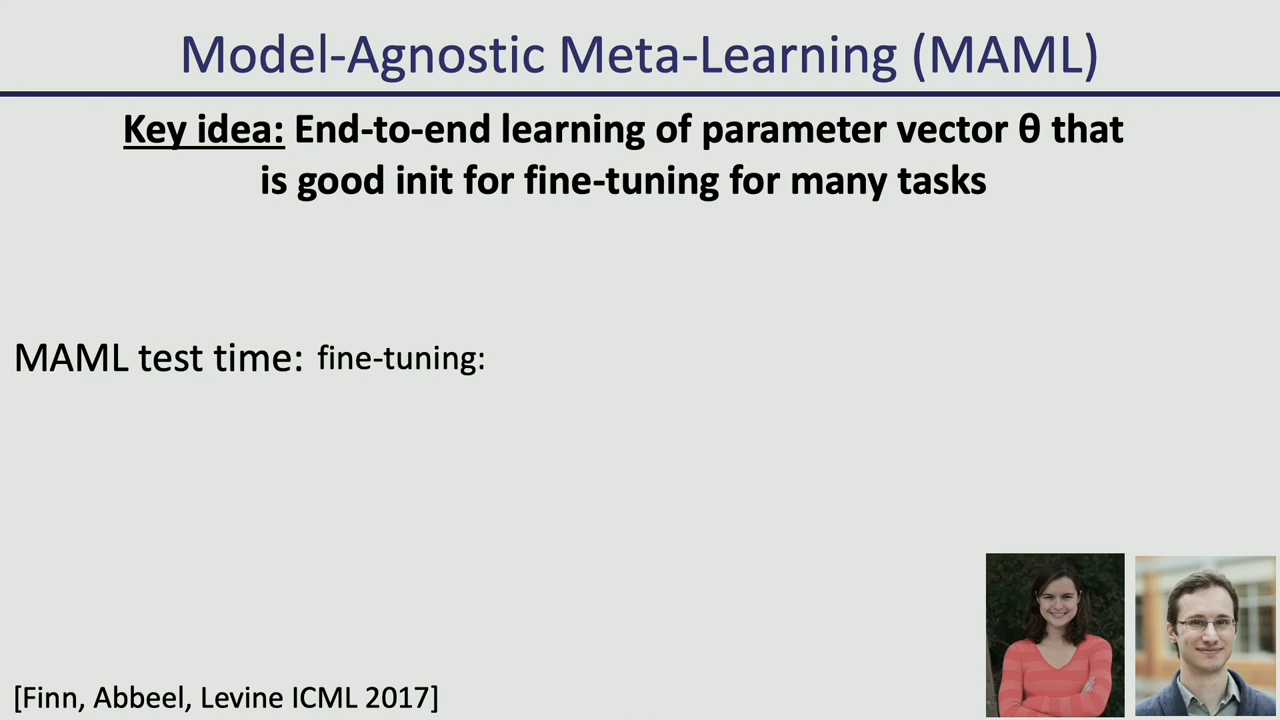 Model-Agnostic Meta-Learning (MAML)
Key idea: End-to-end learning of parameter vector θ that
is good init for fine-tuning for many tasks
MAML test time: fine-tuning:
[Finn, Abbeel, Levine ICML 2017]